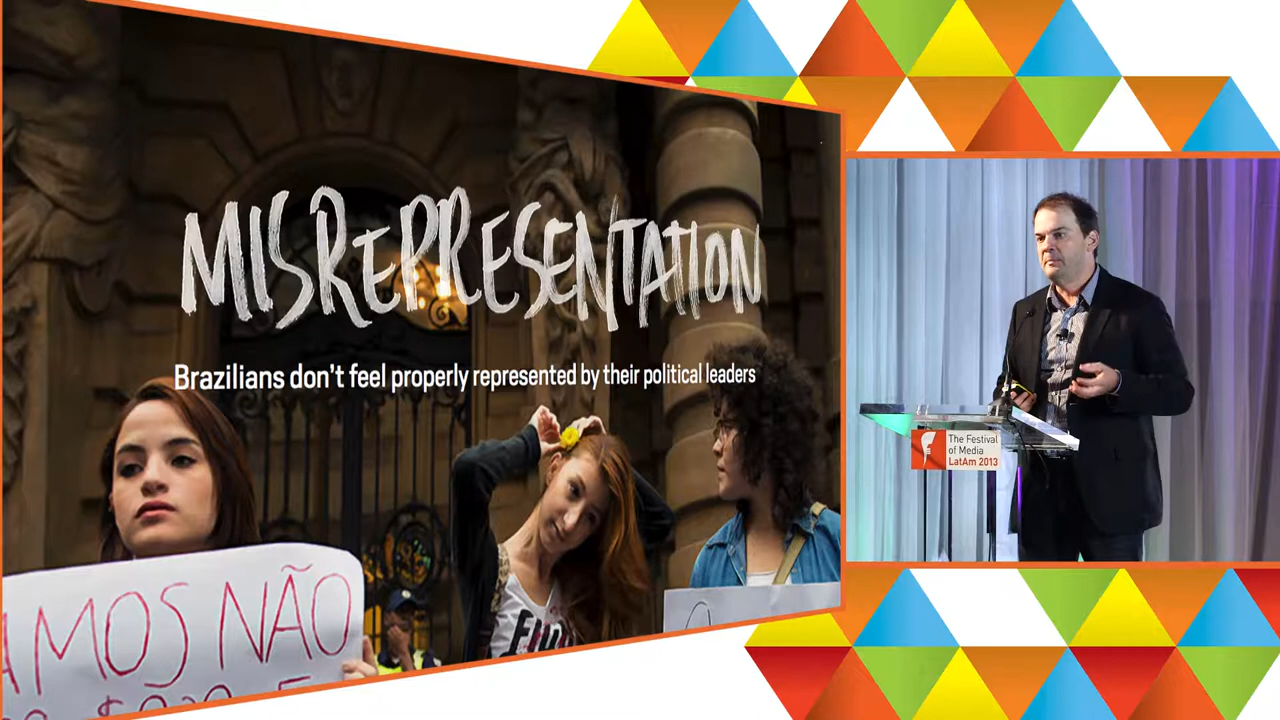 MISREPRESENTATION
Brazilians don't feel properly represented by their political leaders
AMOS NÃO
The Festival
of Media
LatAm 2013